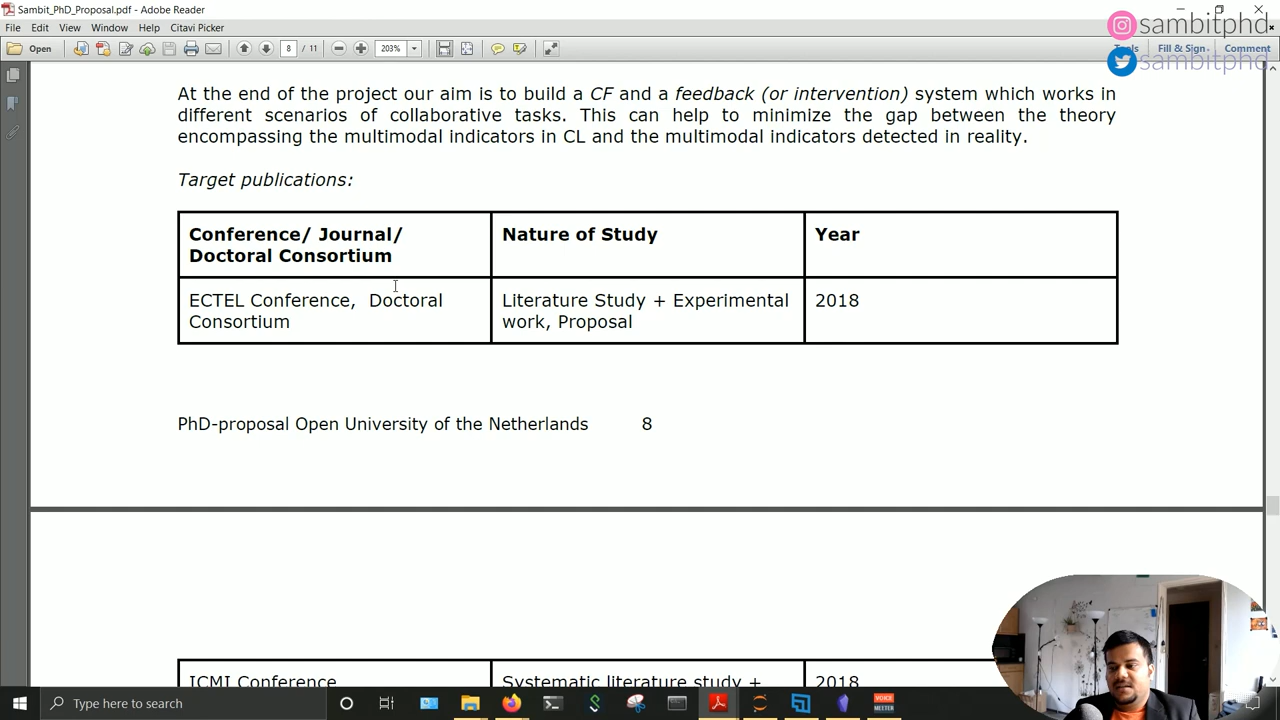 Sambit_PhD_Proposal.pdf - Adobe Reader
File Edit View Window Help Citavi Picker
Open 8 / 11 203% Tools Fill & Sign Comment
sambitphd
sambitphd
At the end of the project our aim is to build a CF and a feedback (or intervention) system which works in
different scenarios of collaborative tasks. This can help to minimize the gap between the theory
encompassing the multimodal indicators in CL and the multimodal indicators detected in reality.
Target publications:
Conference/ Journal/ Doctoral Consortium
Nature of Study
Year
ECTEL Conference, Doctoral Consortium
Literature Study + Experimental work, Proposal
2018
PhD-proposal Open University of the Netherlands 8
ICMI Conference
Systematic literature study +
2018
Type here to search
VOICE
MEETER